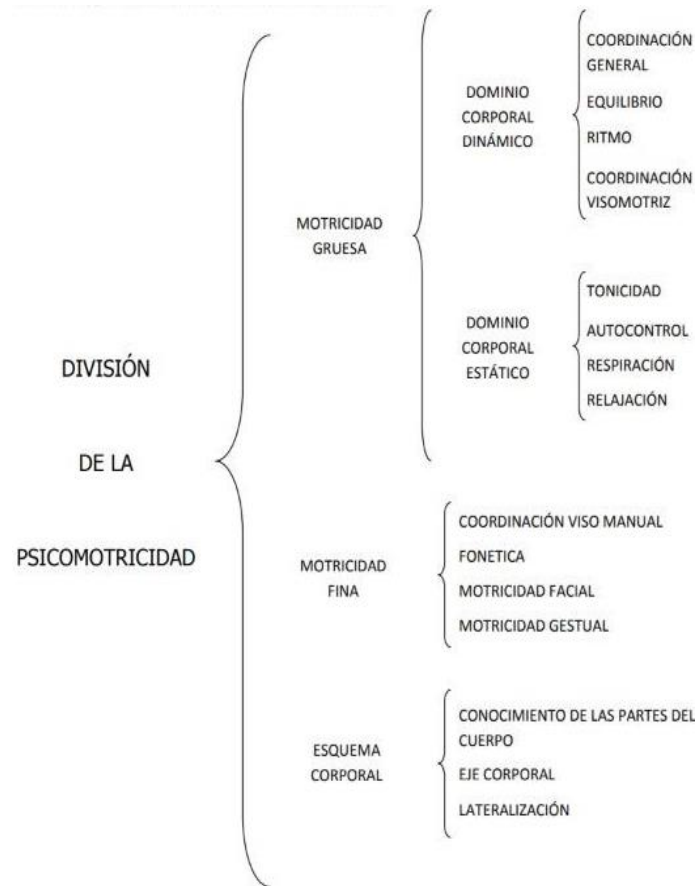 DIVISIÓN
DE LA
PSICOMOTRICIDAD
MOTRICIDAD
GRUESA
DOMINIO
CORPORAL
DINÁMICO
COORDINACIÓN
GENERAL
EQUILIBRIO
RITMO
COORDINACIÓN
VISOMOTRIZ
DOMINIO
CORPORAL
ESTÁTICO
TONICIDAD
AUTOCONTROL
RESPIRACIÓN
RELAJACIÓN
MOTRICIDAD
FINA
COORDINACIÓN VISO MANUAL
FONETICA
MOTRICIDAD FACIAL
MOTRICIDAD GESTUAL
ESQUEMA
CORPORAL
CONOCIMIENTO DE LAS PARTES DEL
CUERPO
EJE CORPORAL
LATERALIZACIÓN